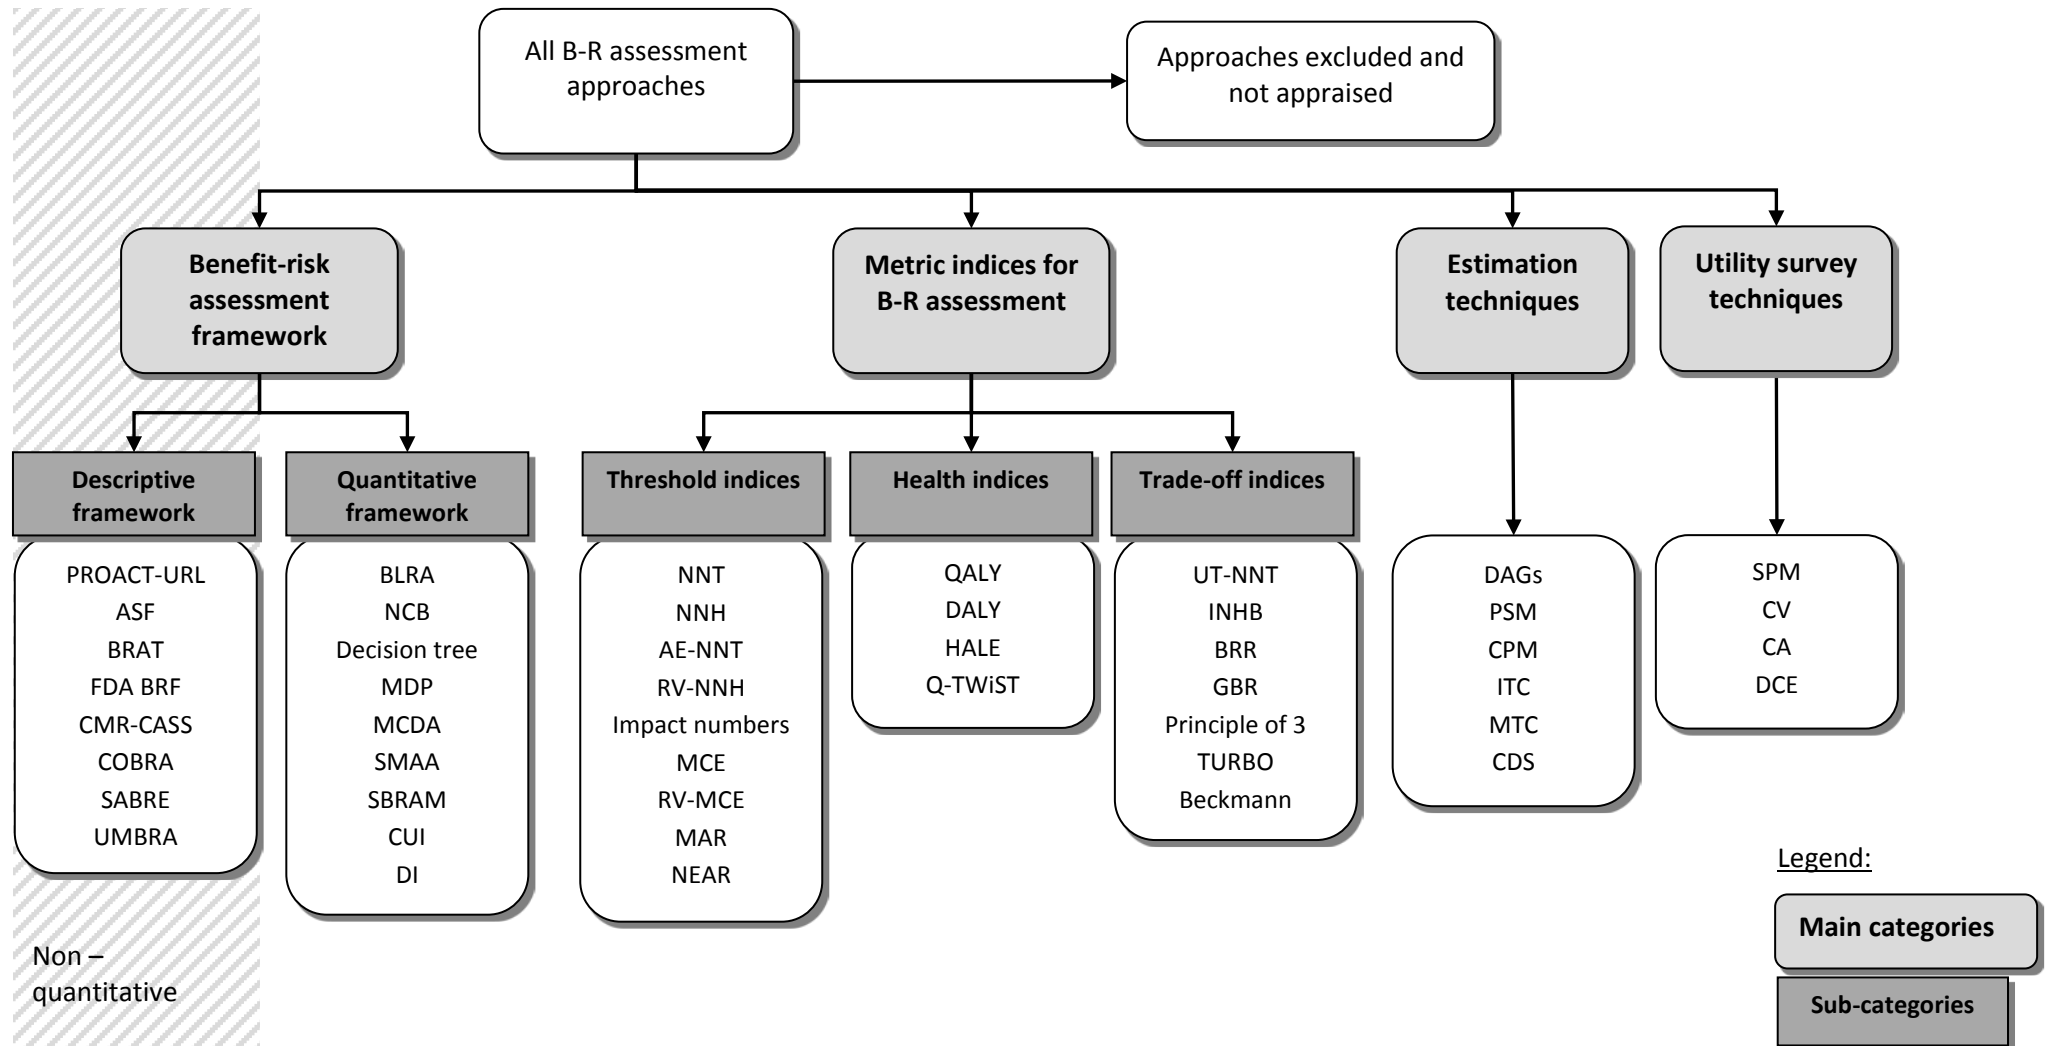 All B-R assessment
approaches
Approaches excluded and
not appraised
Benefit-risk
assessment
framework
Metric indices for
B-R assessment
Estimation
techniques
Utility survey
techniques
Descriptive
framework
PROACT-URL
ASF
BRAT
FDA BRF
CMR-CASS
COBRA
SABRE
UMBRA
Quantitative
framework
BLRA
NCB
Decision tree
MDP
MCDA
SMAA
SBRAM
CUI
DI
Threshold indices
NNT
NNH
AE-NNT
RV-NNH
Impact numbers
MCE
RV-MCE
MAR
NEAR
Health indices
QALY
DALY
HALE
Q-TWiST
Trade-off indices
UT-NNT
INHB
BRR
GBR
Principle of 3
TURBO
Beckmann
DAGs
PSM
CPM
ITC
MTC
CDS
SPM
CV
CA
DCE
Non –
quantitative
Legend:
Main categories
Sub-categories